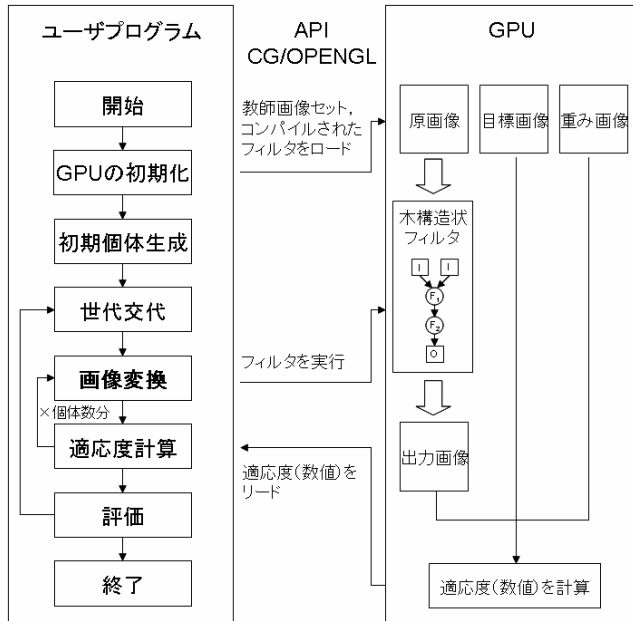 ユーザプログラム
開始
GPUの初期化
初期個体生成
世代交代
画像変換
×個体数分
適応度計算
評価
終了
API
CG/OPENGL
教師画像セット,
コンパイルされた
フィルタをロード
フィルタを実行
適応度(数値)を
リード
GPU
原画像
目標画像
重み画像
木構造状
フィルタ
I I
F1
F2
O
出力画像
適応度(数値)を計算